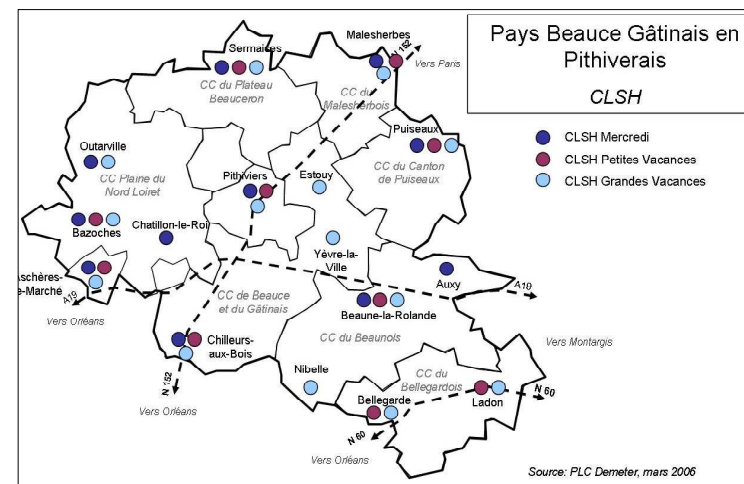 Pays Beauce Gâtinais en
Pithiverais
CLSH
CLSH Mercredi
CLSH Petites Vacances
CLSH Grandes Vacances
Malesherbes
N 152
Vers Paris
Sermaises
CC du Plateau
Beauceron
CC du
Malesherbois
Puiseaux
CC du Canton
de Puiseaux
Outarville
CC Plaine du
Nord Loiret
Pithiviers
Estouy
Bazoches
Chatillon-le-Roi
Yèvre-la-
Ville
Aschères-
le-Marché
Auxy
A19
A10
Vers Orléans
CC de Beauce
et du Gâtinais
Beaune-la-Rolande
CC du Beaunois
Vers Montargis
Chilleurs-
aux-Bois
N 152
Vers Orléans
Nibelle
CC du
Bellegardois
Bellegarde
Ladon
N 60
N 60
Vers Orléans
Source: PLC Demeter, mars 2006